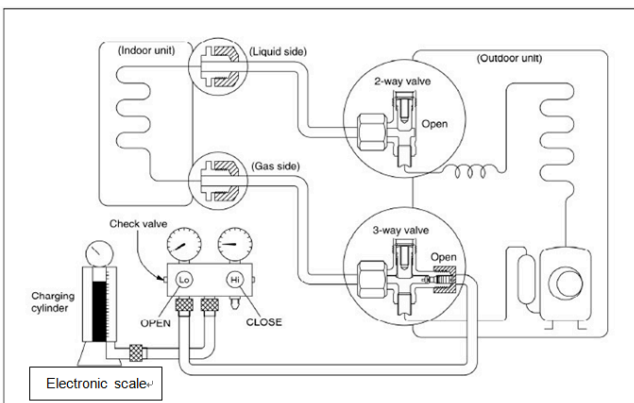 (Indoor unit)
(Liquid side)
(Outdoor unit)
2-way valve
Open
(Gas side)
3-way valve
Open
Check valve
Lo
Hi
Charging
cylinder
OPEN
CLOSE
Electronic scale